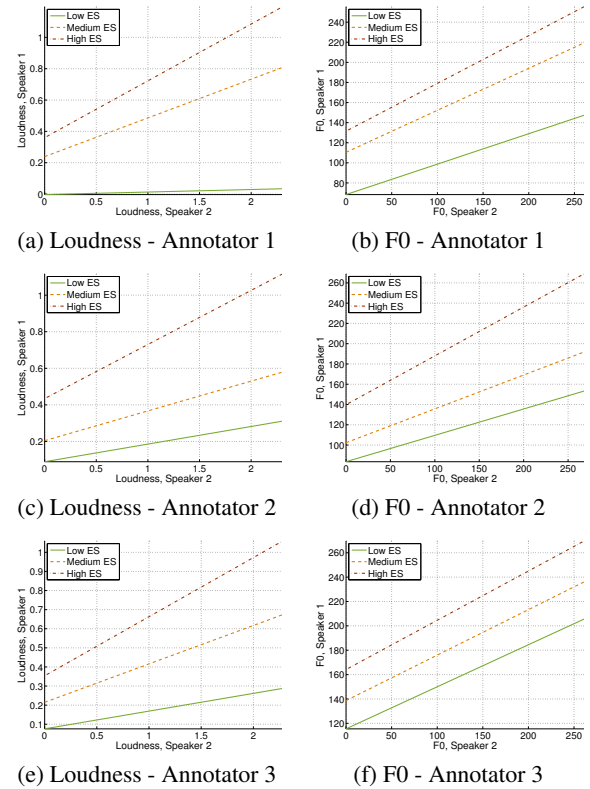 Low ES
Medium ES
High ES
1
0.8
0.6
0.4
0.2
0
Loudness, Speaker 1
0 0.5 1 1.5 2
Loudness, Speaker 2
(a) Loudness - Annotator 1
Low ES
Medium ES
High ES
240
220
200
180
160
140
120
100
80
F0, Speaker 1
0 50 100 150 200 250
F0, Speaker 2
(b) F0 - Annotator 1
Low ES
Medium ES
High ES
1
0.8
0.6
0.4
0.2
Loudness, Speaker 1
0 0.5 1 1.5 2
Loudness, Speaker 2
(c) Loudness - Annotator 2
Low ES
Medium ES
High ES
260
240
220
200
180
160
140
120
100
F0, Speaker 1
0 50 100 150 200 250
F0, Speaker 2
(d) F0 - Annotator 2
Low ES
Medium ES
High ES
1
0.9
0.8
0.7
0.6
0.5
0.4
0.3
0.2
0.1
Loudness, Speaker 1
0 0.5 1 1.5 2
Loudness, Speaker 2
(e) Loudness - Annotator 3
Low ES
Medium ES
High ES
260
240
220
200
180
160
140
120
F0, Speaker 1
0 50 100 150 200 250
F0, Speaker 2
(f) F0 - Annotator 3